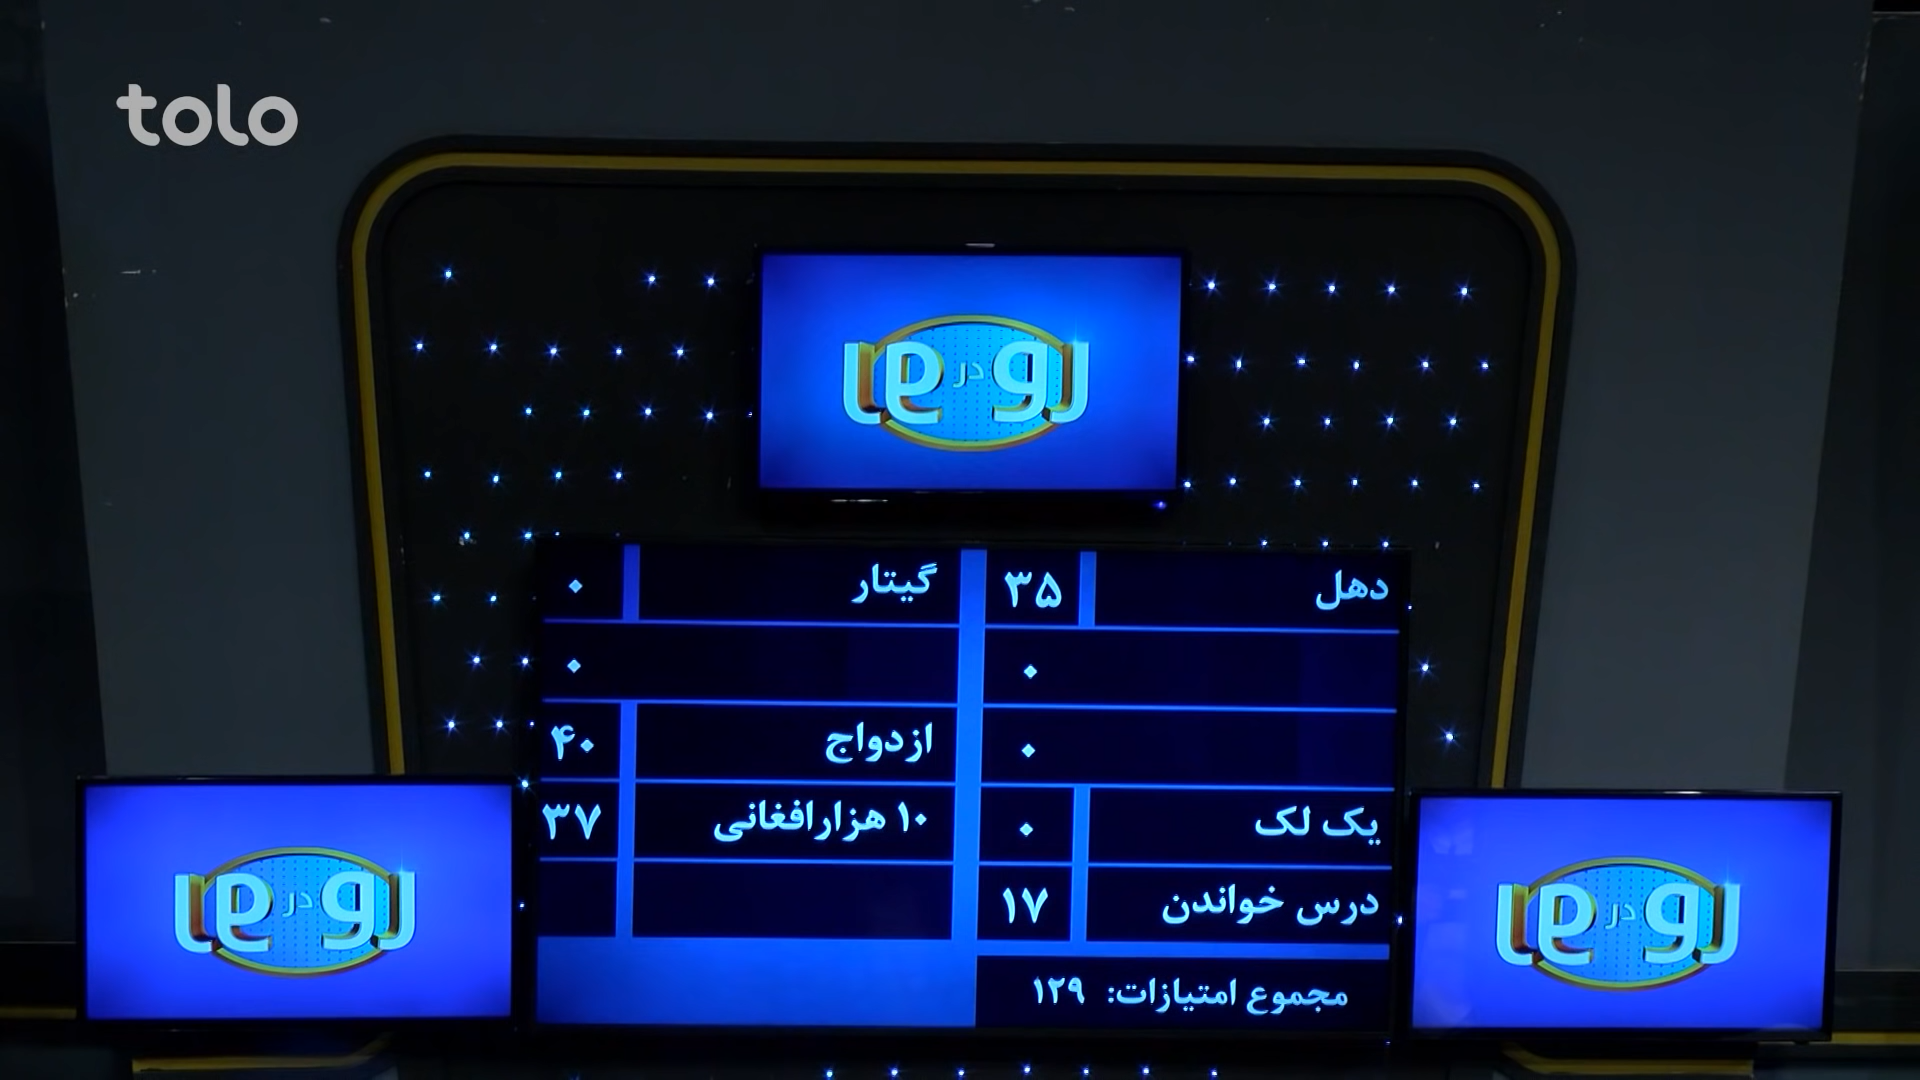 tolo
رو در رو
دهل ۳۵
۰
۰
یک لک ۰
درس خواندن ۱۷
گیتار ۰
۰
ازدواج ۴۰
۱۰ هزارافغانی ۳۷
مجموع امتیازات: ۱۲۹
رو در رو
رو در رو